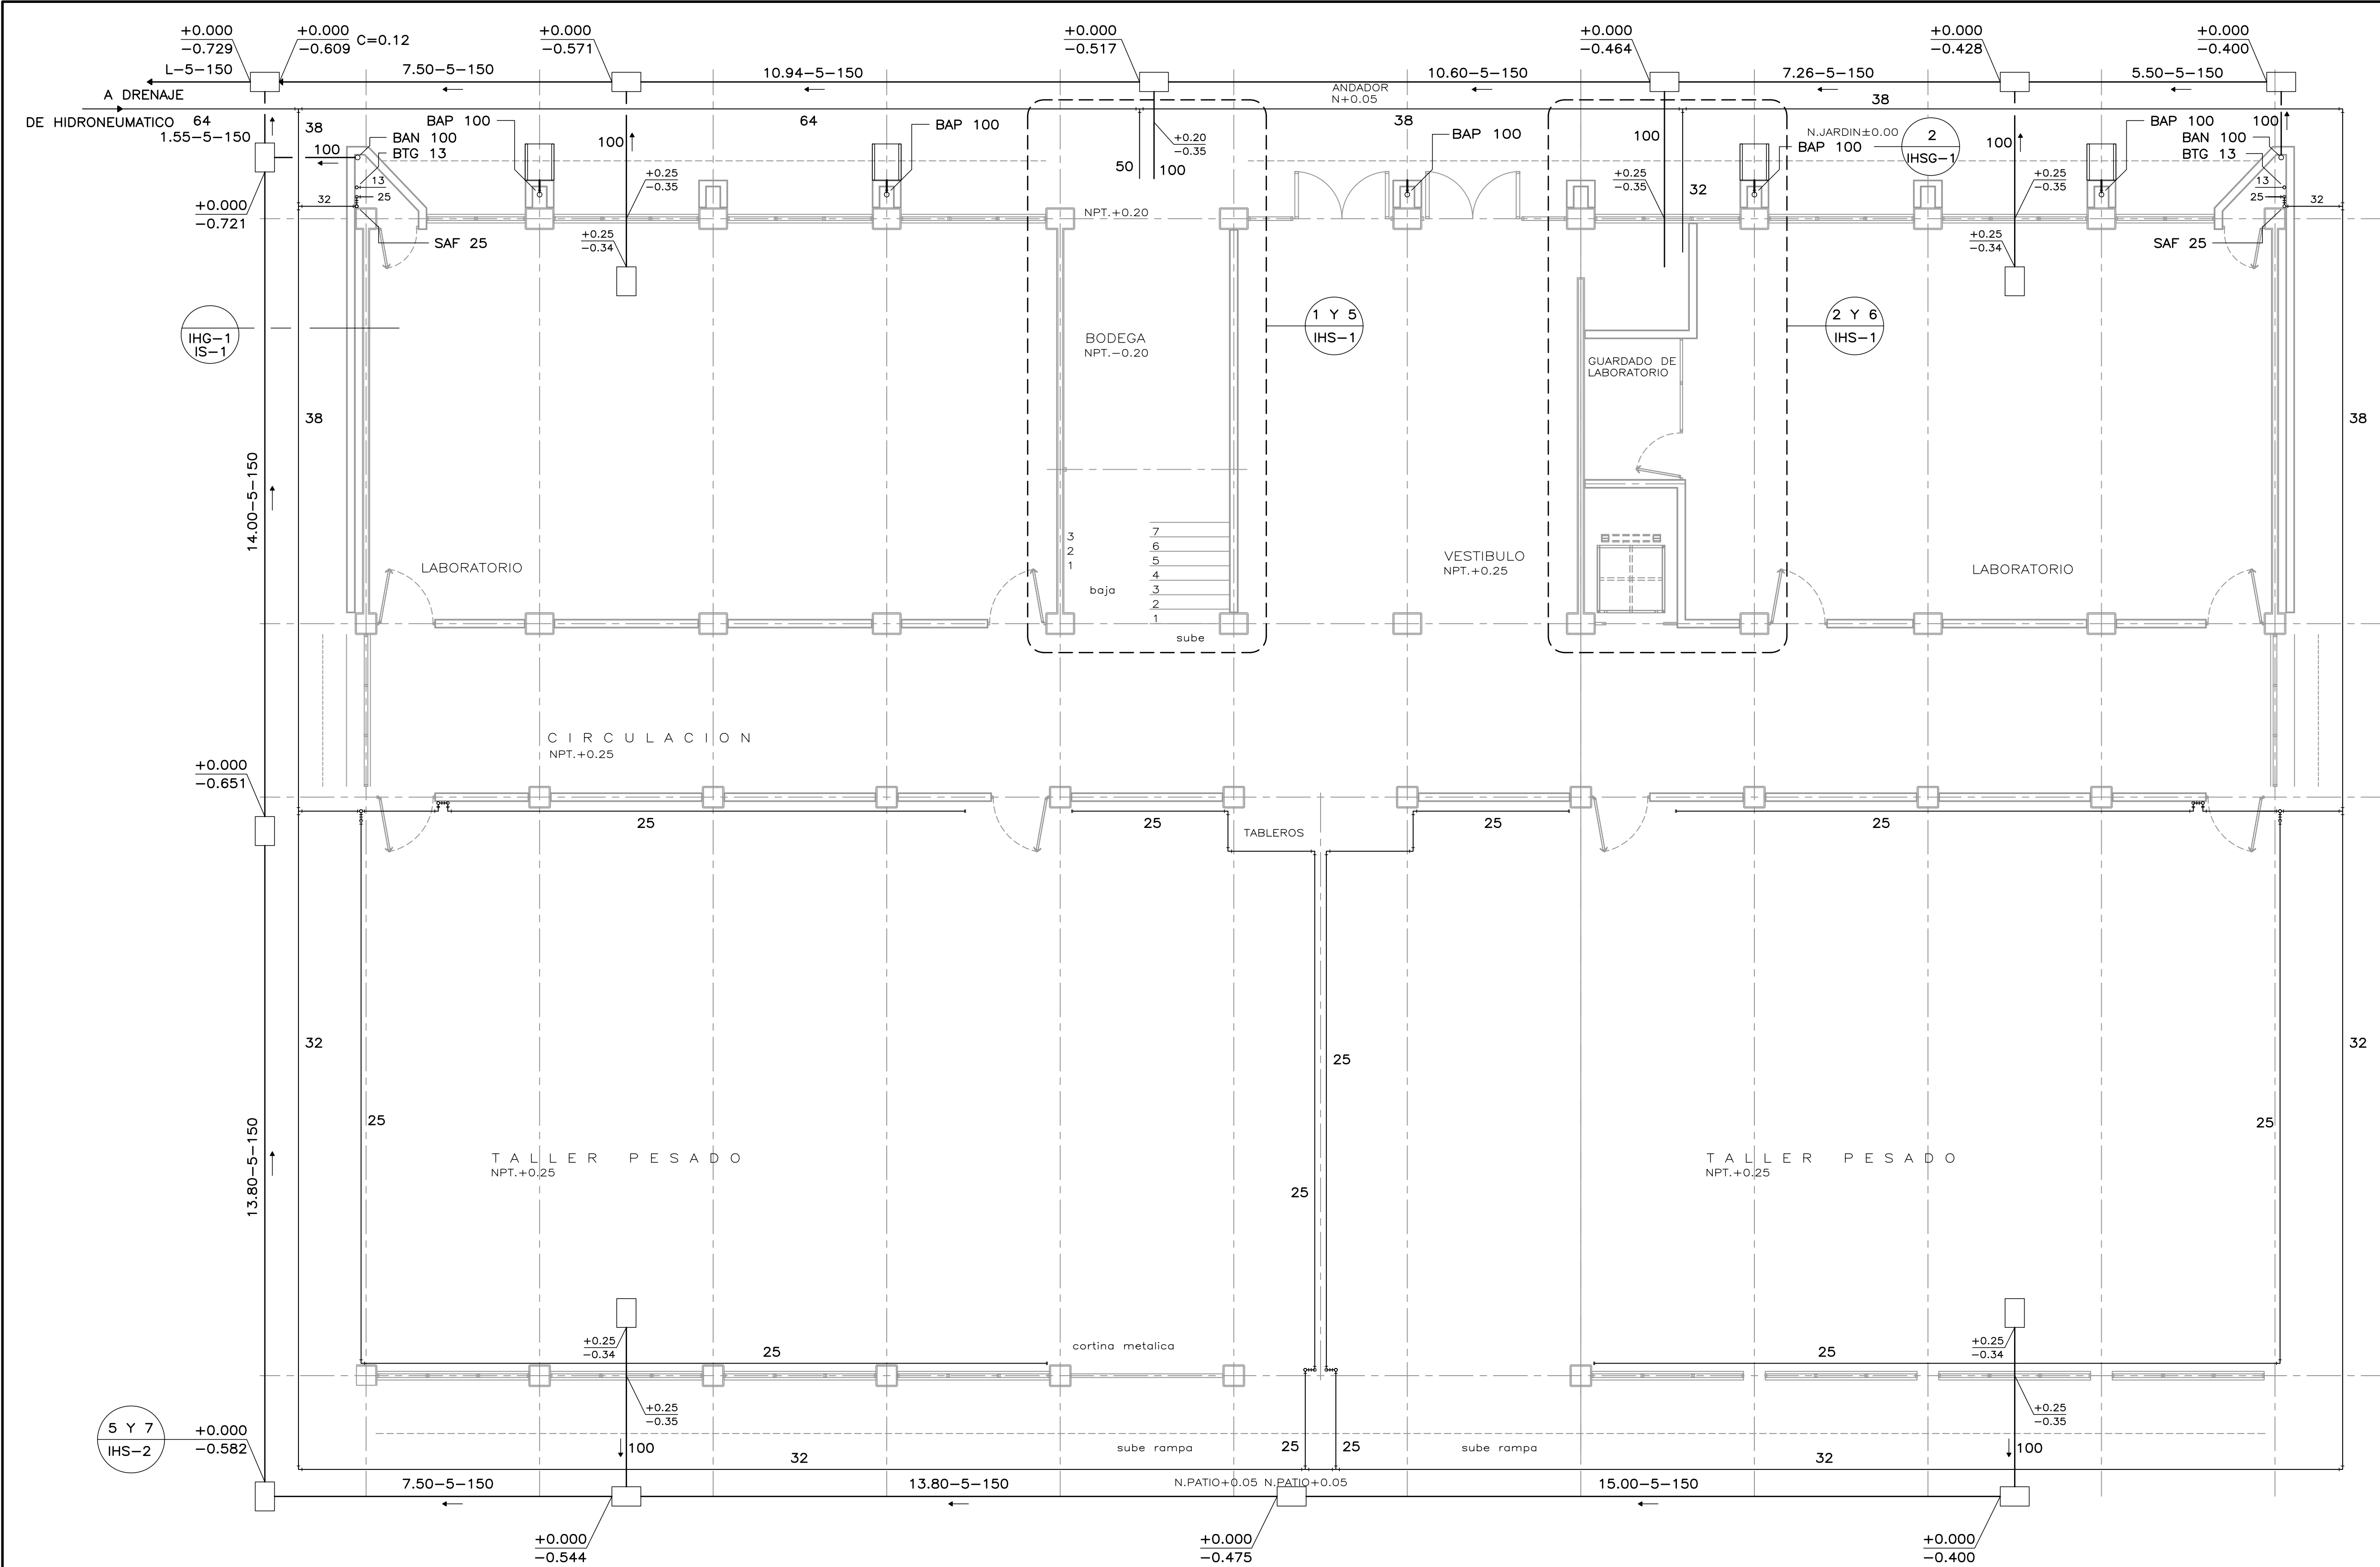 +0.000
-0.729
+0.000
-0.609
C=0.12
+0.000
-0.571
+0.000
-0.517
+0.000
-0.464
+0.000
-0.428
+0.000
-0.400
L-5-150
7.50-5-150
10.94-5-150
10.60-5-150
7.26-5-150
5.50-5-150
A DRENAJE
DE HIDRONEUMATICO
64
ANDADOR
N+0.05
38
1.55-5-150
38
BAP 100
64
BAP 100
38
BAP 100
BAN 100
BTG 13
100
100
+0.20
-0.35
50
100
100
N.JARDIN±0.00
BAP 100
2
IHSG-1
100
BAP 100
BAN 100
BTG 13
100
13
25
32
+0.25
-0.35
+0.25
-0.35
32
+0.25
-0.35
13
25
32
+0.000
-0.721
SAF 25
+0.25
-0.34
NPT.+0.20
+0.25
-0.34
SAF 25
IHG-1
IS-1
BODEGA
NPT.-0.20
1 Y 5
IHS-1
2 Y 6
IHS-1
GUARDADO DE
LABORATORIO
38
38
14.00-5-150
3
2
1
baja
7
6
5
4
3
2
1
sube
LABORATORIO
VESTIBULO
NPT.+0.25
LABORATORIO
CIRCULACION
NPT.+0.25
+0.000
-0.651
25
25
TABLEROS
25
25
32
32
25
25
25
25
13.80-5-150
TALLER PESADO
NPT.+0.25
TALLER PESADO
NPT.+0.25
+0.25
-0.34
25
cortina metalica
+0.25
-0.34
25
5 Y 7
IHS-2
+0.000
-0.582
+0.25
-0.35
100
+0.25
-0.35
100
sube rampa
25
25
sube rampa
32
32
7.50-5-150
13.80-5-150
N.PATIO+0.05
N.PATIO+0.05
15.00-5-150
+0.000
-0.544
+0.000
-0.475
+0.000
-0.400